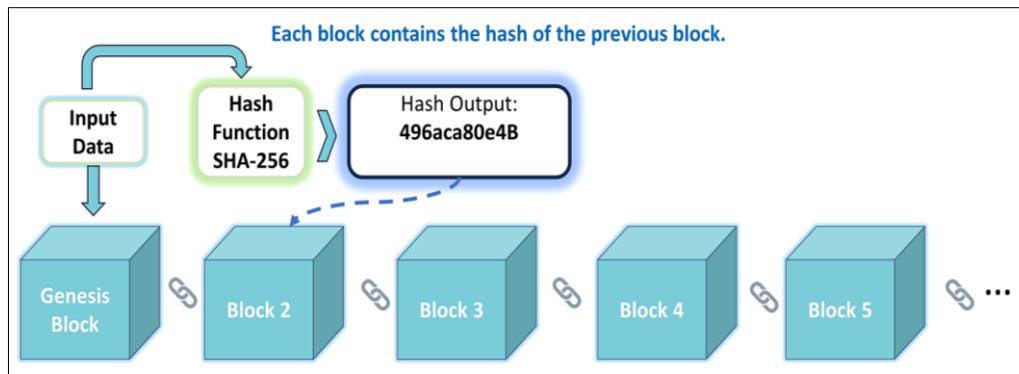 Each block contains the hash of the previous block.
Input
Data
Hash
Function
SHA-256
Hash Output:
496aca80e4B
Genesis
Block
Block 2
Block 3
Block 4
Block 5
...